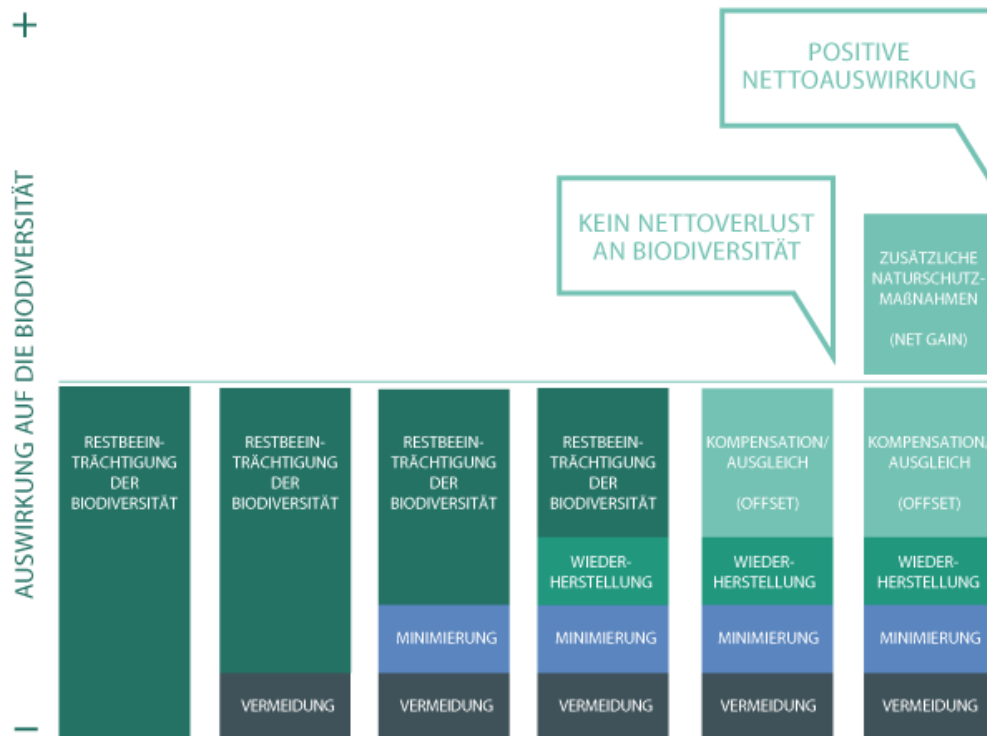 +
AUSWIRKUNG AUF DIE BIODIVERSITÄT
–
POSITIVE
NETTOAUSWIRKUNG
KEIN NETTOVERLUST
AN BIODIVERSITÄT
ZUSÄTZLICHE
NATURSCHUTZ-
MAßNAHMEN
(NET GAIN)
RESTBEEIN-
TRÄCHTIGUNG
DER
BIODIVERSITÄT
RESTBEEIN-
TRÄCHTIGUNG
DER
BIODIVERSITÄT
VERMEIDUNG
RESTBEEIN-
TRÄCHTIGUNG
DER
BIODIVERSITÄT
MINIMIERUNG
VERMEIDUNG
RESTBEEIN-
TRÄCHTIGUNG
DER
BIODIVERSITÄT
WIEDER-
HERSTELLUNG
MINIMIERUNG
VERMEIDUNG
KOMPENSATION/
AUSGLEICH
(OFFSET)
WIEDER-
HERSTELLUNG
MINIMIERUNG
VERMEIDUNG
KOMPENSATION/
AUSGLEICH
(OFFSET)
WIEDER-
HERSTELLUNG
MINIMIERUNG
VERMEIDUNG